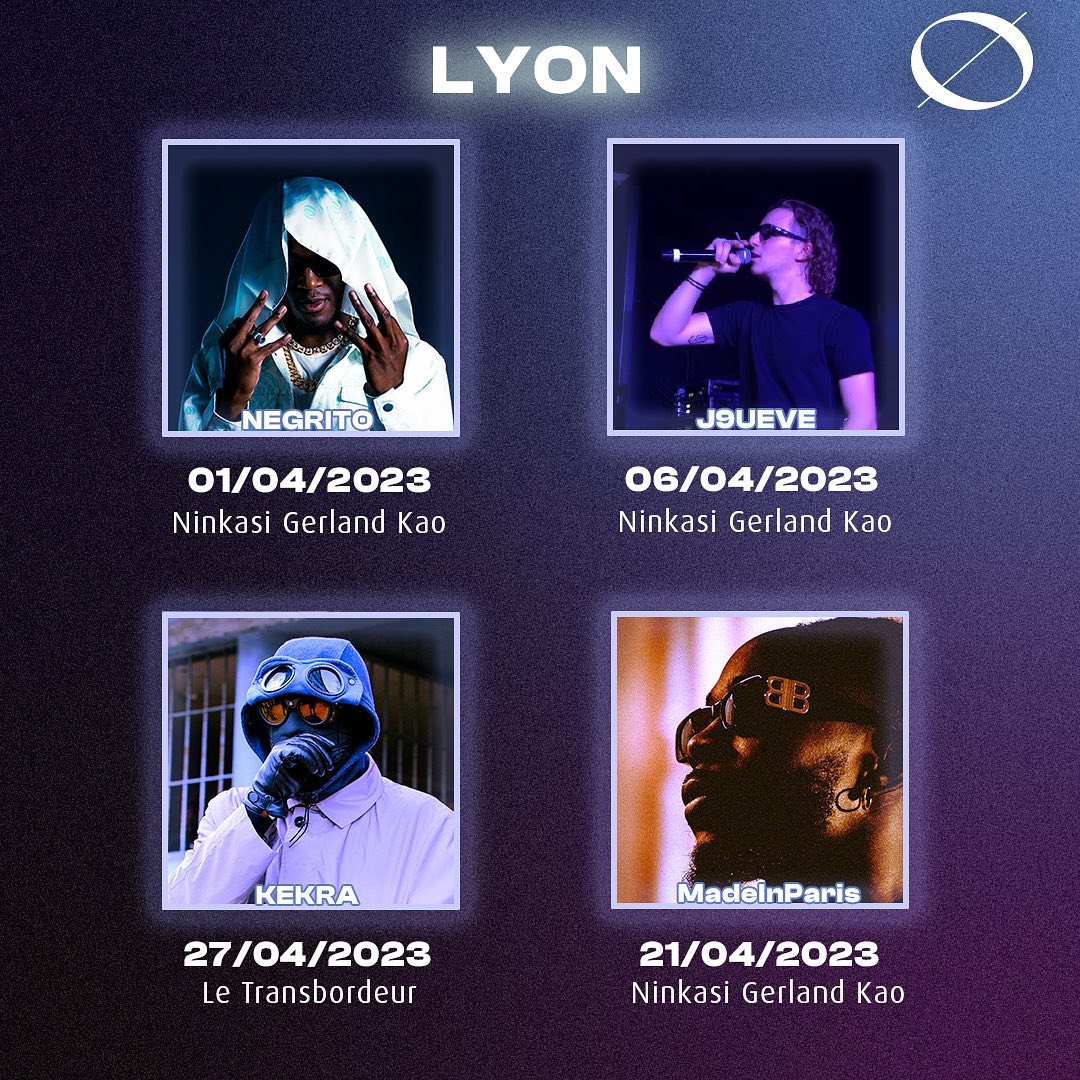 LYON
NEGRITO
01/04/2023
Ninkasi Gerland Kao
J9UEVE
06/04/2023
Ninkasi Gerland Kao
KEKRA
27/04/2023
Le Transbordeur
MadeInParis
21/04/2023
Ninkasi Gerland Kao